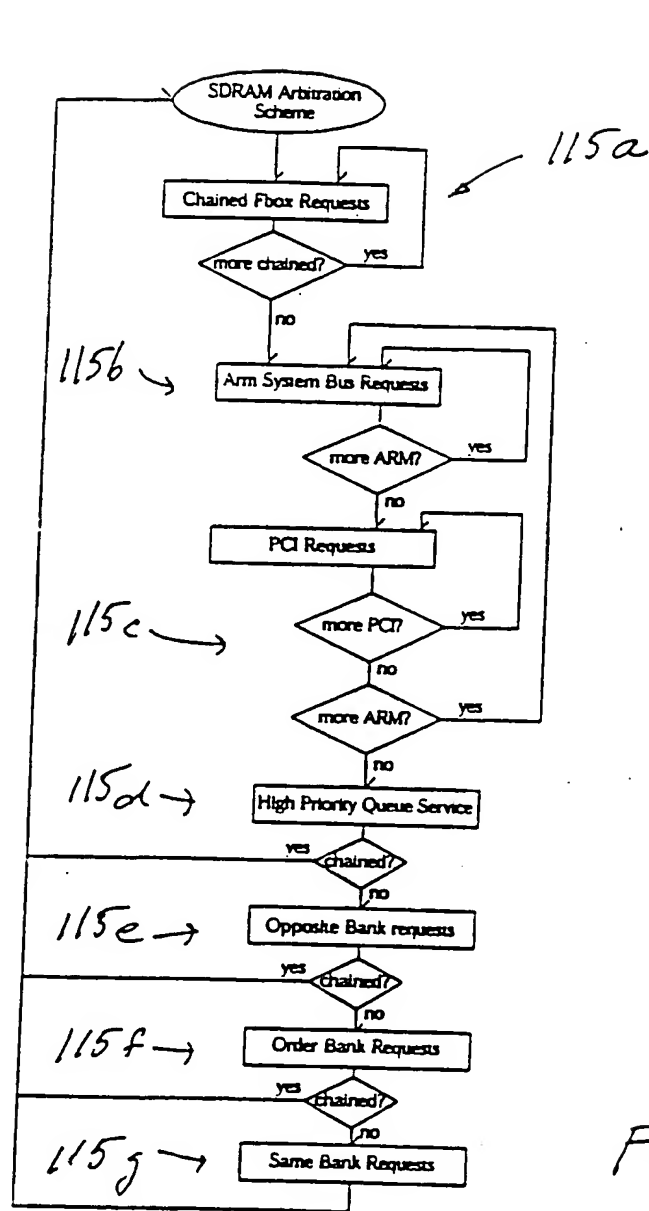 SDRAM Arbitration
Scheme
115a
Chained Fbox Requests
more chained?
yes
no
115b
Arm System Bus Requests
more ARM?
yes
no
PCI Requests
115c
more PCI?
yes
no
more ARM?
yes
no
115d
High Priority Queue Service
yes
chained?
no
115e
Opposite Bank requests
yes
chained?
no
115f
Order Bank Requests
yes
chained?
no
115g
Same Bank Requests
F